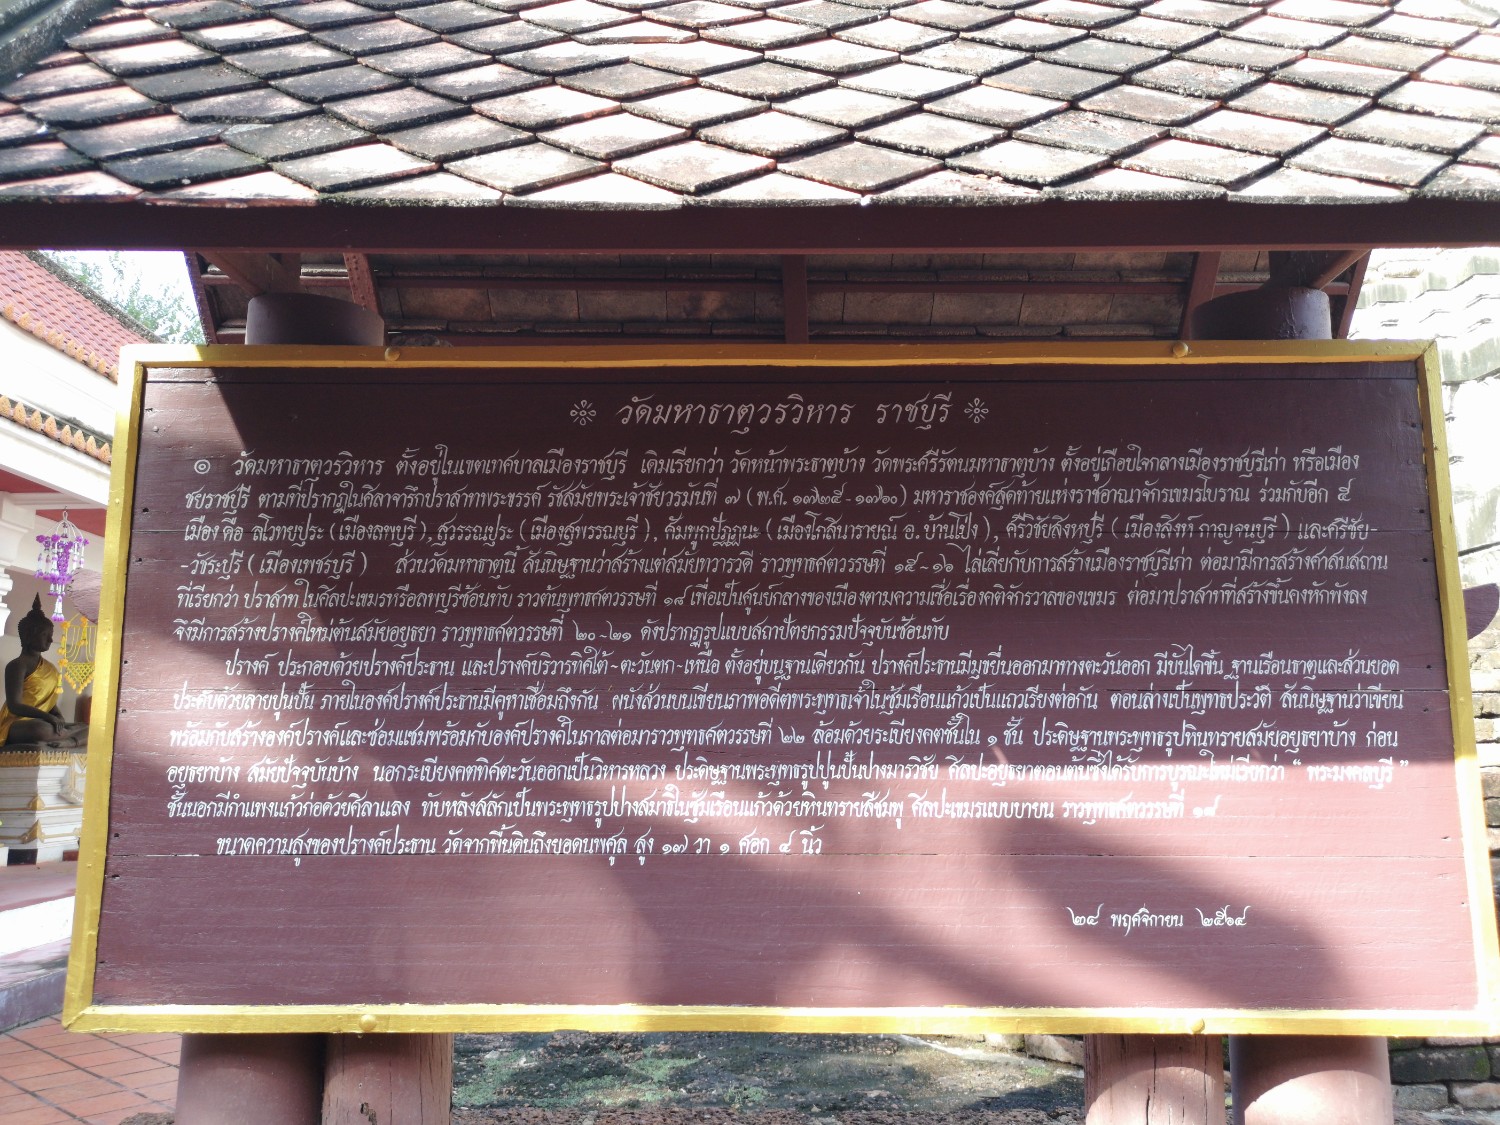 วัดมหาธาตุวรวิหาร ราชบุรี
๏ วัดมหาธาตุวรวิหาร ตั้งอยู่ในเขตเทศบาลเมืองราชบุรี เดิมเรียกว่า วัดหน้าพระธาตุบ้าง วัดพระศรีรัตนมหาธาตุบ้าง ตั้งอยู่เกือบใจกลางเมืองราชบุรีเก่า หรือเมือง
ชยราชปุรี ตามที่ปรากฏในศิลาจารึกปราสาทพระขรรค์ รัชสมัยพระเจ้าชัยวรมันที่ ๗ (พ.ศ. ๑๗๒๕-๑๗๖๐) มหาราชองค์สุดท้ายแห่งราชอาณาจักรเขมรโบราณ ร่วมกับอีก ๕
เมือง คือ ลโวทยปุระ (เมืองลพบุรี), สุวรรณปุระ (เมืองสุพรรณบุรี), คัมพูกปัฏฏนะ (เมืองโกสินารายณ์ อ.บ้านโป่ง), ศรีวิชัยสิงหปุรี (เมืองสิงห์ กาญจนบุรี) และศรีชัย-
-วัชระปุรี (เมืองเพชรบุรี) ส่วนวัดมหาธาตุนี้ สันนิษฐานว่าสร้างแต่สมัยทวารวดี ราวพุทธศตวรรษที่ ๑๕-๑๖ ไล่เลี่ยกับการสร้างเมืองราชบุรีเก่า ต่อมามีการสร้างศาสนสถาน
ที่เรียกว่า ปราสาท ในศิลปะเขมรหรือลพบุรีซ้อนทับ ราวต้นพุทธศตวรรษที่ ๑๘ เพื่อเป็นศูนย์กลางของเมืองตามความเชื่อเรื่องคติจักรวาลของเขมร ต่อมาปราสาทที่สร้างขึ้นคงหักพังลง
จึงมีการสร้างปรางค์ใหม่ต้นสมัยอยุธยา ราวพุทธศตวรรษที่ ๒๐-๒๑ ดังปรากฏรูปแบบสถาปัตยกรรมปัจจุบันซ้อนทับ
ปรางค์ ประกอบด้วยปรางค์ประธาน และปรางค์บริวารทิศใต้-ตะวันตก-เหนือ ตั้งอยู่บนฐานเดียวกัน ปรางค์ประธานมีมุขยื่นออกมาทางตะวันออก มีบันไดขึ้น ฐานเรือนธาตุและส่วนยอด
ประดับด้วยลายปูนปั้น ภายในองค์ปรางค์ประธานมีคูหาเชื่อมถึงกัน ผนังส่วนบนเขียนภาพอดีตพระพุทธเจ้าในซุ้มเรือนแก้วเป็นแถวเรียงต่อกัน ตอนล่างเป็นพุทธประวัติ สันนิษฐานว่าเขียน
พร้อมกับสร้างองค์ปรางค์และซ่อมแซมพร้อมกับองค์ปรางค์ในกาลต่อมาราวพุทธศตวรรษที่ ๒๒ ล้อมด้วยระเบียงคตชั้นใน ๑ ชั้น ประดิษฐานพระพุทธรูปหินทรายสมัยอยุธยาบ้าง ก่อน
อยุธยาบ้าง สมัยปัจจุบันบ้าง นอกระเบียงคตทิศตะวันออกเป็นวิหารหลวง ประดิษฐานพระพุทธรูปปูนปั้นปางมารวิชัย ศิลปะอยุธยาตอนต้นซึ่งได้รับการบูรณะใหม่เรียกว่า " พระมงคลบุรี "
ชั้นนอกมีกำแพงแก้วก่อด้วยศิลาแลง ทับหลังสลักเป็นพระพุทธรูปปางสมาธิในซุ้มเรือนแก้วด้วยหินทรายสีชมพู ศิลปะเขมรแบบบายน ราวพุทธศตวรรษที่ ๑๘
ขนาดความสูงของปรางค์ประธาน วัดจากพื้นดินถึงยอดนพศูล สูง ๑๗ วา ๑ ศอก ๔ นิ้ว
๒๔ พฤศจิกายน ๒๕๖๔